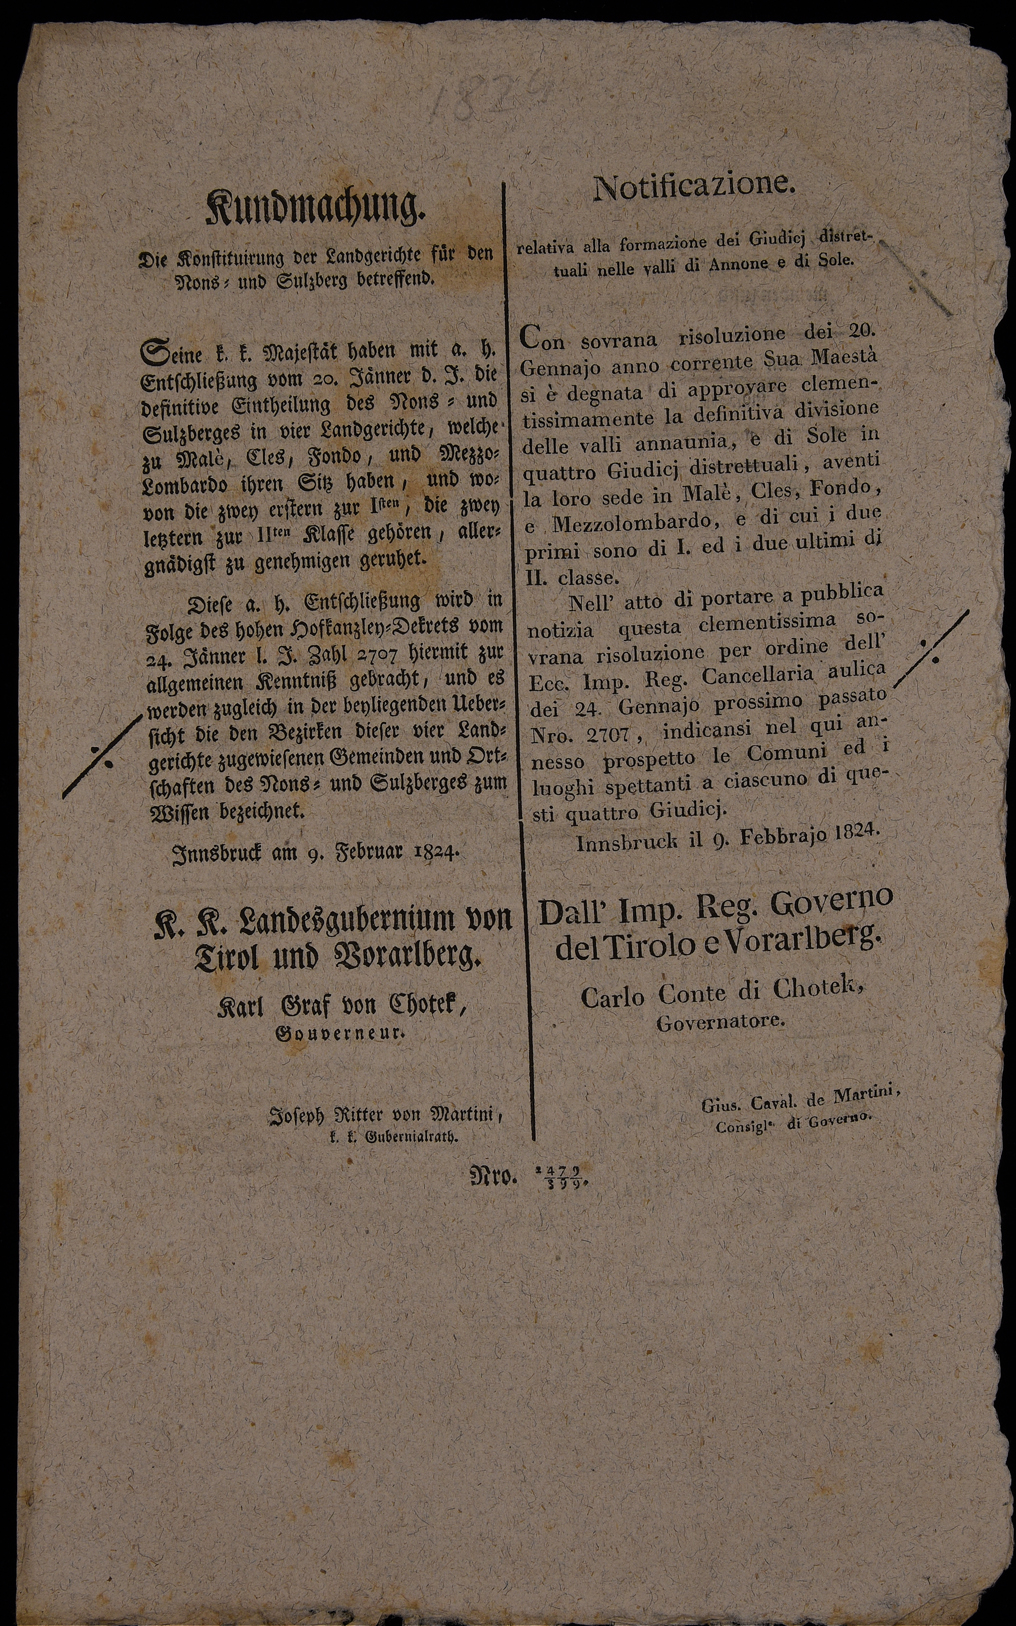 1824
Kundmachung.
Die Konstituirung der Landgerichte für den
Nons- und Sulzberg betreffend.
Seine k. k. Majestät haben mit a. h.
Entschließung vom 20. Jänner d. J. die
definitive Eintheilung des Nons- und
Sulzberges in vier Landgerichte, welche
zu Malè, Cles, Fondo, und Mezzo-
Lombardo ihren Sitz haben, und wo-
von die zwey erstern zur Isten, die zwey
letztern zur IIten Klasse gehören, aller-
gnädigst zu genehmigen geruhet.
Diese a. h. Entschließung wird in
Folge des hohen Hofkanzley-Dekrets vom
24. Jänner l. J. Zahl 2707 hiermit zur
allgemeinen Kenntniß gebracht, und es
werden zugleich in der beyliegenden Ueber-
sicht die den Bezirken dieser vier Land-
gerichte zugewiesenen Gemeinden und Ort-
schaften des Nons- und Sulzberges zum
Wissen bezeichnet.
Innsbruck am 9. Februar 1824.
K. K. Landesgubernium von
Tirol und Vorarlberg.
Karl Graf von Chotek,
Gouverneur.
Joseph Ritter von Martini,
k. k. Gubernialrath.
Notificazione.
relativa alla formazione dei Giudicj distret-
tuali nelle valli di Annone e di Sole.
Con sovrana risoluzione dei 20.
Gennajo anno corrente Sua Maestà
si è degnata di approvare clemen-
tissimamente la definitiva divisione
delle valli annaunia, e di Sole in
quattro Giudicj distrettuali, aventi
la loro sede in Malè, Cles, Fondo,
e Mezzolombardo, e di cui i due
primi sono di I. ed i due ultimi di
II. classe.
Nell' atto di portare a pubblica
notizia questa clementissima so-
vrana risoluzione per ordine dell'
Ecc. Imp. Reg. Cancellaria aulica
dei 24. Gennajo prossimo passato
Nro. 2707, indicansi nel qui an-
nesso prospetto le Comuni ed i
luoghi spettanti a ciascuno di que-
sti quattro Giudicj.
Innsbruck il 9. Febbrajo 1824.
Dall' Imp. Reg. Governo
del Tirolo e Vorarlberg.
Carlo Conte di Chotek,
Governatore.
Gius. Caval. de Martini,
Consigl.e di Governo.
Nro. 2479/399.